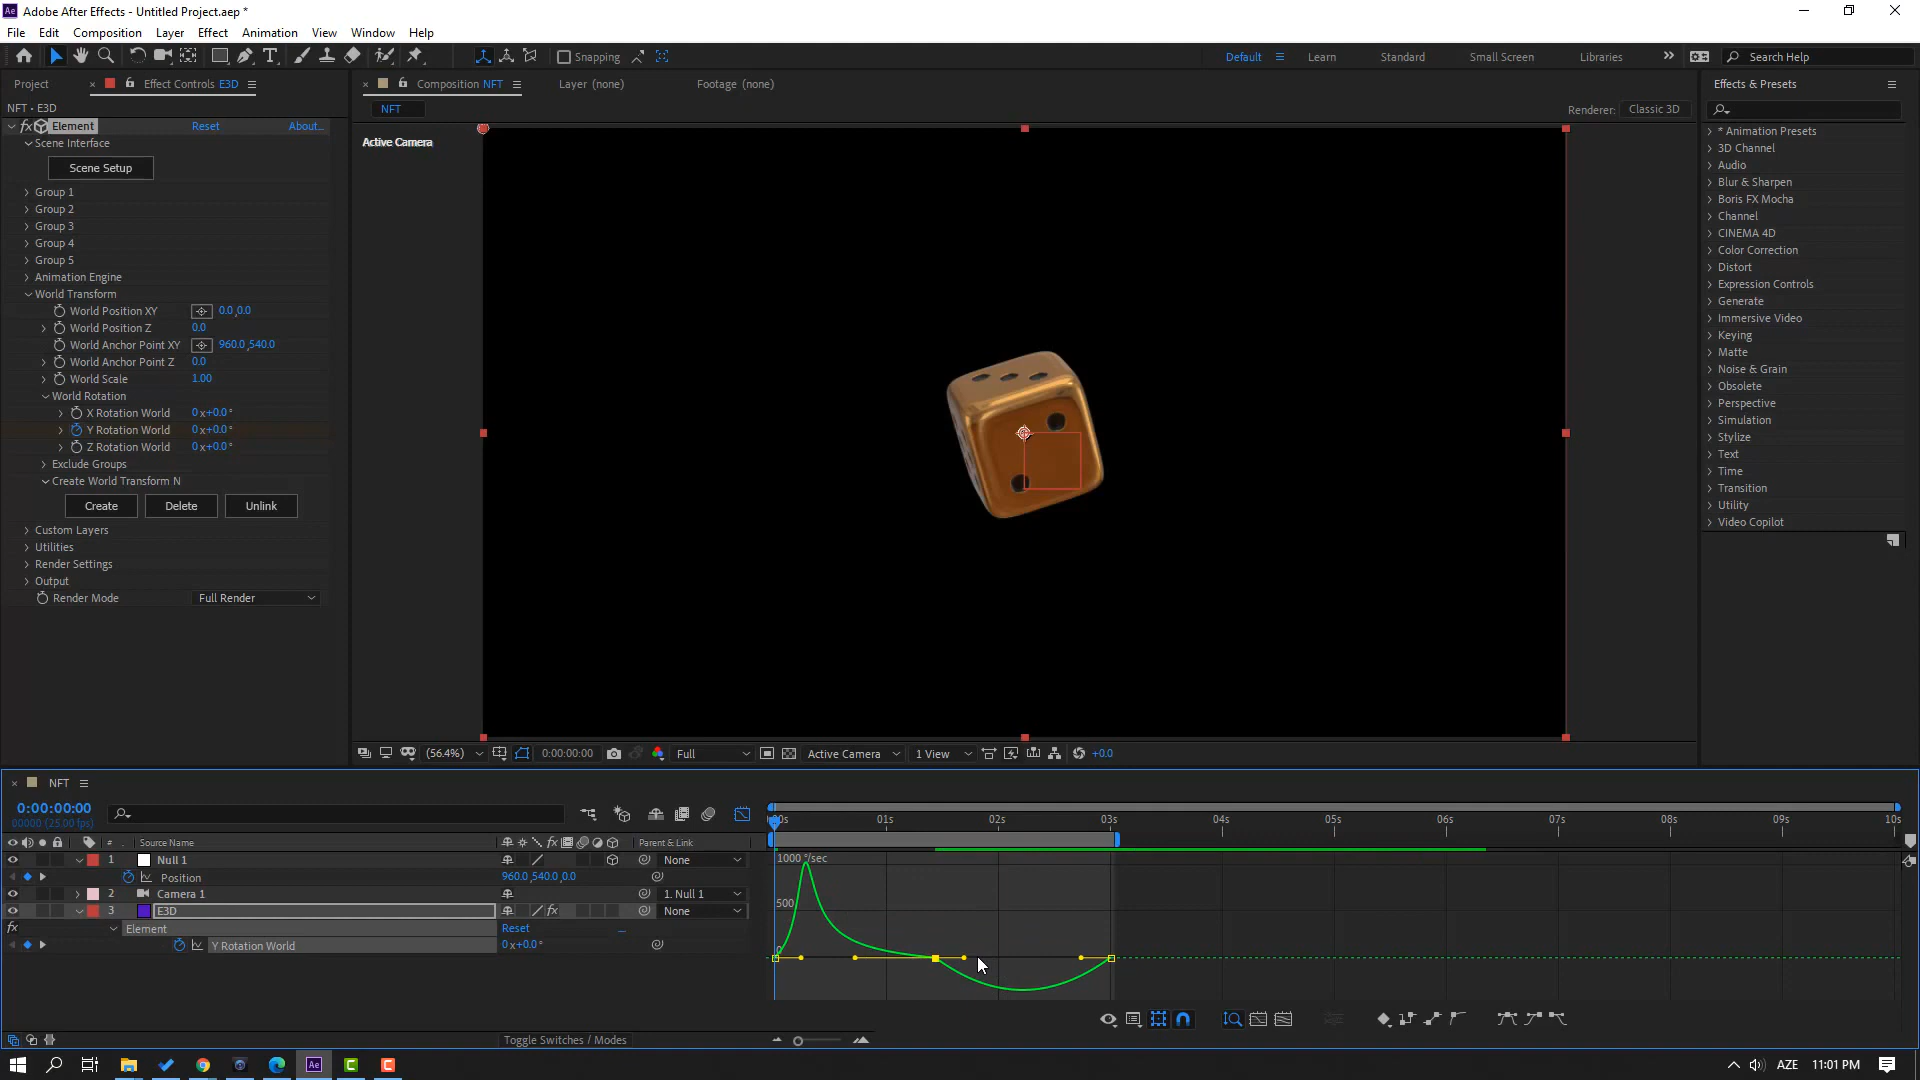 Ae Adobe After Effects - Untitled Project.aep *
File Edit Composition Layer Effect Animation View Window Help
Snapping Default Learn Standard Small Screen Libraries Search Help
Project Effect Controls E3D
NFT • E3D
fx Element Reset About...
Scene Interface
Scene Setup
Group 1
Group 2
Group 3
Group 4
Group 5
Animation Engine
World Transform
World Position XY 0.0,0.0
World Position Z 0.0
World Anchor Point XY 960.0,540.0
World Anchor Point Z 0.0
World Scale 1.00
World Rotation
X Rotation World 0x+0.0°
Y Rotation World 0x+0.0°
Z Rotation World 0x+0.0°
Exclude Groups
Create World Transform N
Create Delete Unlink
Custom Layers
Utilities
Render Settings
Output
Render Mode Full Render
Composition NFT Layer (none) Footage (none)
NFT Renderer: Classic 3D
Active Camera
(56.4%) 0:00:00:00 Full Active Camera 1 View +0.0
Effects & Presets
* Animation Presets
3D Channel
Audio
Blur & Sharpen
Boris FX Mocha
Channel
CINEMA 4D
Color Correction
Distort
Expression Controls
Generate
Immersive Video
Keying
Matte
Noise & Grain
Obsolete
Perspective
Simulation
Stylize
Text
Time
Transition
Utility
Video Copilot
NFT
0:00:00:00
00000 (25.00 fps)
# Source Name Parent & Link
1 Null 1 None
Position 960.0,540.0,0.0
2 Camera 1 1. Null 1
3 E3D fx None
fx Element Reset
Y Rotation World 0x+0.0°
:00s 01s 02s 03s 04s 05s 06s 07s 08s 09s 10s
1000 °/sec
500
0
Toggle Switches / Modes
Ae AZE 11:01 PM